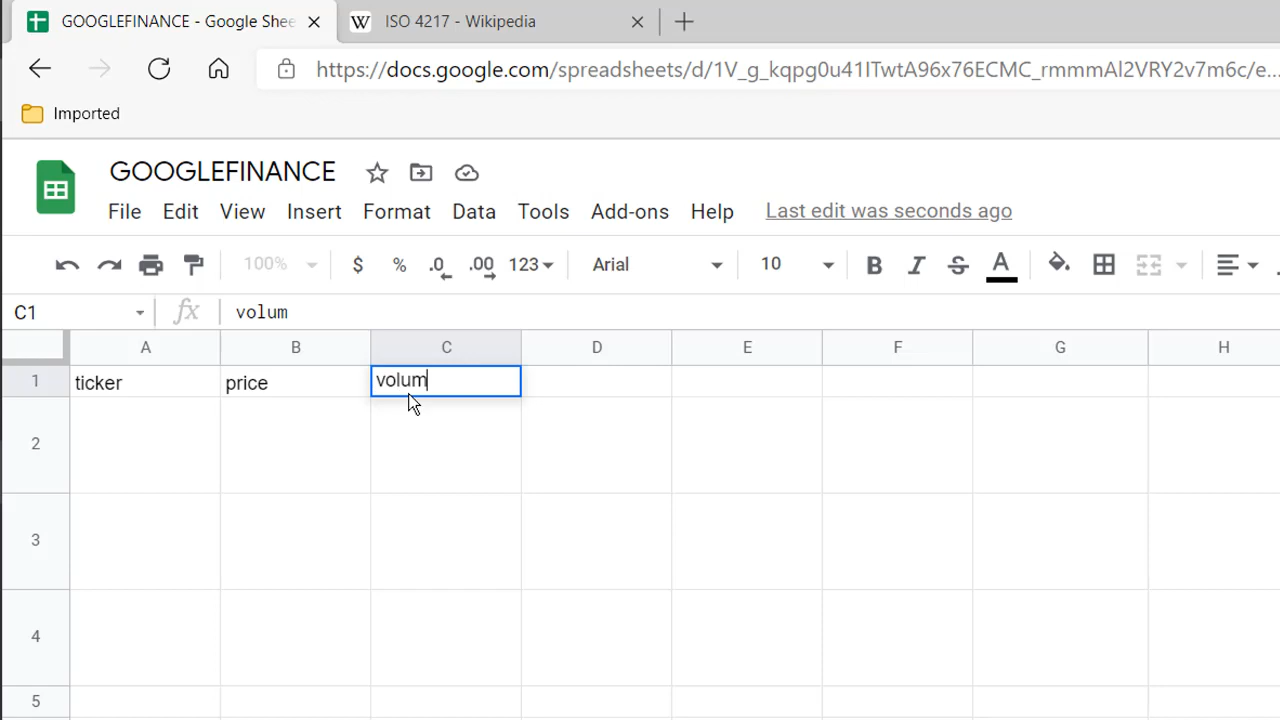 GOOGLEFINANCE - Google Shee
W ISO 4217 - Wikipedia
https://docs.google.com/spreadsheets/d/1V_g_kqpg0u41ITwtA96x76ECMC_rmmmAl2VRY2v7m6c/e...
Imported
GOOGLEFINANCE
File Edit View Insert Format Data Tools Add-ons Help Last edit was seconds ago
100% $ % .0 .00 123 Arial 10 B I S A
C1 fx volum
A B C D E F G H
1 ticker price volum
2
3
4
5